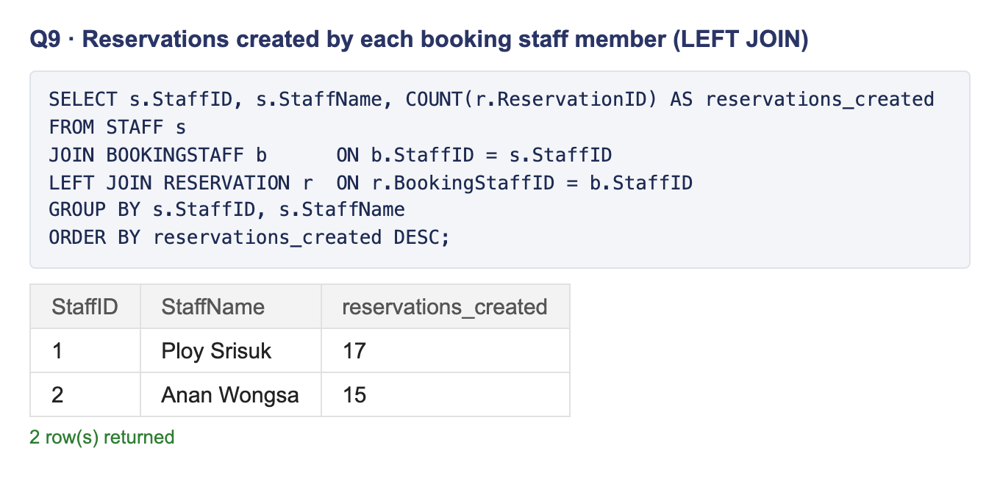 Q9 · Reservations created by each booking staff member (LEFT JOIN)
SELECT s.StaffID, s.StaffName, COUNT(r.ReservationID) AS reservations_created
FROM STAFF s
JOIN BOOKINGSTAFF b      ON b.StaffID = s.StaffID
LEFT JOIN RESERVATION r  ON r.BookingStaffID = b.StaffID
GROUP BY s.StaffID, s.StaffName
ORDER BY reservations_created DESC;
StaffID StaffName reservations_created
1 Ploy Srisuk 17
2 Anan Wongsa 15
2 row(s) returned